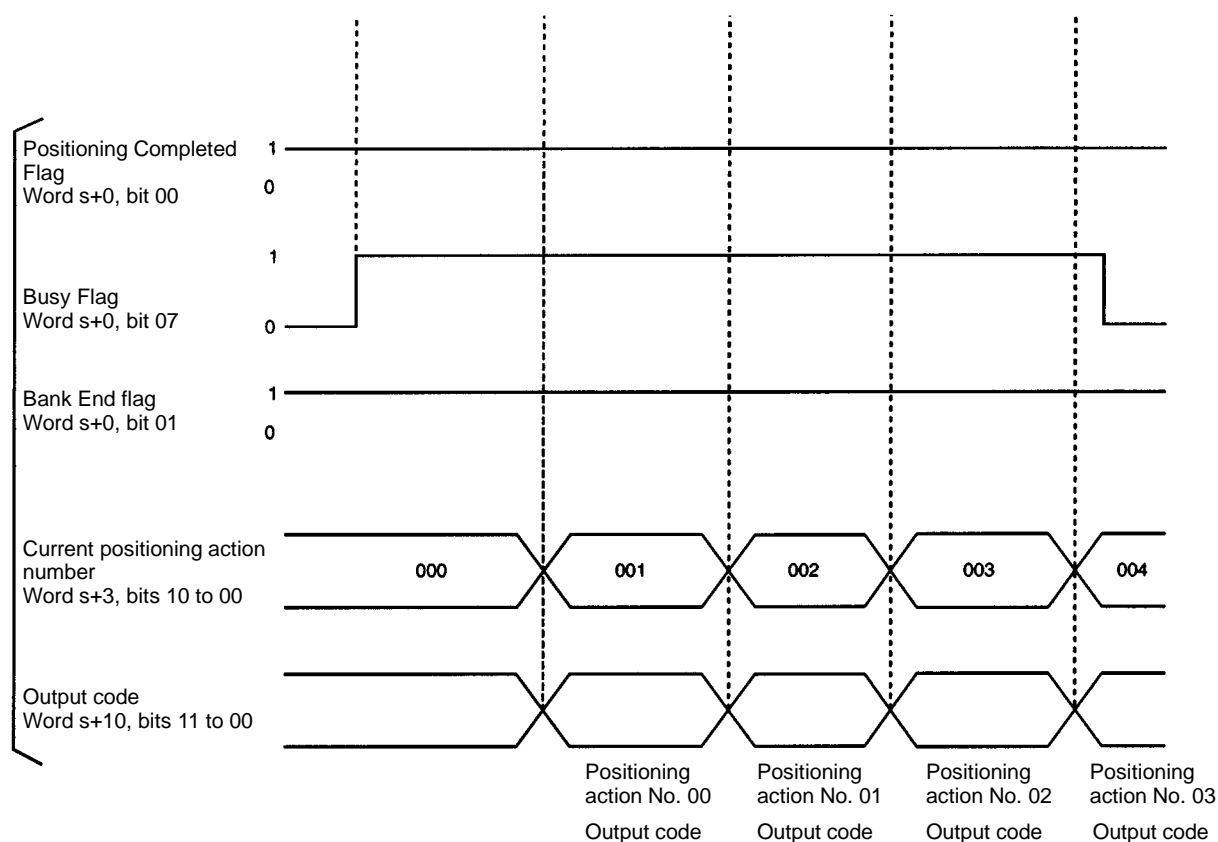 Positioning Completed
Flag
Word s+0, bit 00
1
0
Busy Flag
Word s+0, bit 07
1
0
Bank End flag
Word s+0, bit 01
1
0
Current positioning action
number
Word s+3, bits 10 to 00
000
001
002
003
004
Output code
Word s+10, bits 11 to 00
Positioning
action No. 00
Output code
Positioning
action No. 01
Output code
Positioning
action No. 02
Output code
Positioning
action No. 03
Output code